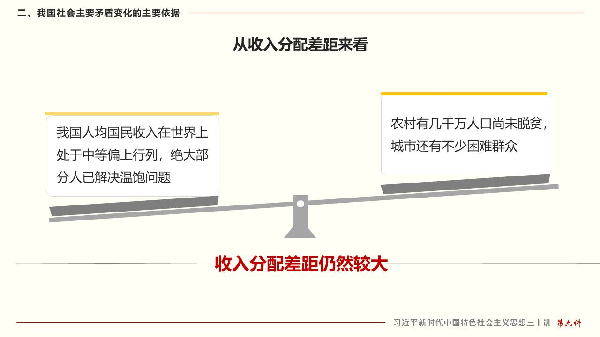 二、我国社会主要矛盾变化的主要依据
从收入分配差距来看
我国人均国民收入在世界上
处于中等偏上行列，绝大部
分人已解决温饱问题
农村有几千万人口尚未脱贫，
城市还有不少困难群众
收入分配差距仍然较大
习近平新时代中国特色社会主义思想三十讲 第六讲